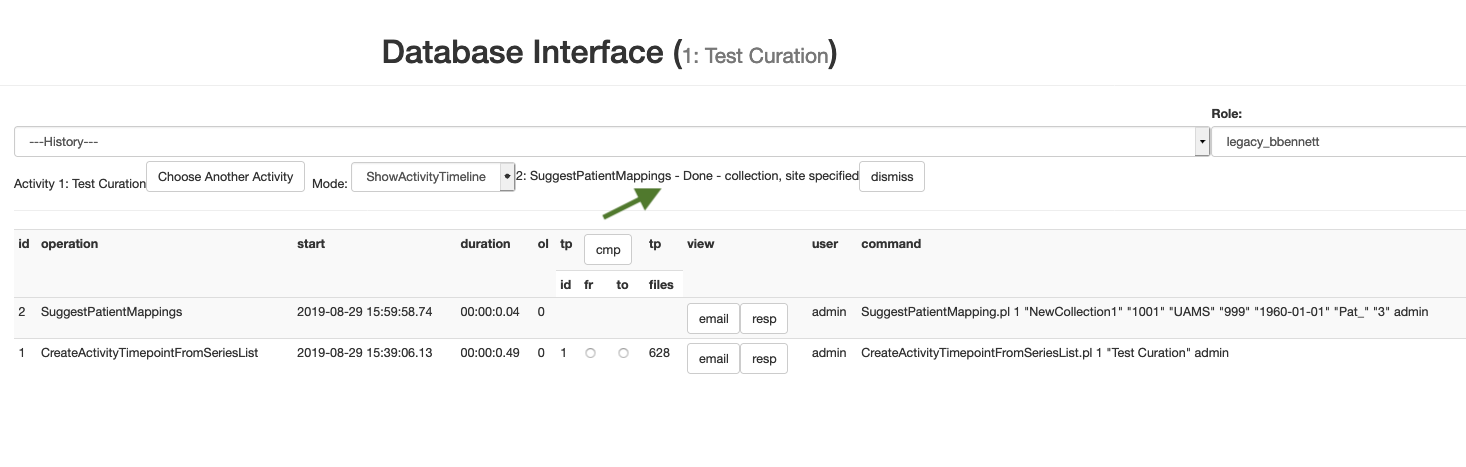 Database Interface (1: Test Curation)
Role:
---History---
legacy_bbennett
Activity 1: Test Curation Choose Another Activity Mode: ShowActivityTimeline 2: SuggestPatientMappings - Done - collection, site specified dismiss
id operation start duration ol tp cmp tp view user command
id fr to files
2 SuggestPatientMappings 2019-08-29 15:59:58.74 00:00:0.04 0 email resp admin SuggestPatientMapping.pl 1 "NewCollection1" "1001" "UAMS" "999" "1960-01-01" "Pat_" "3" admin
1 CreateActivityTimepointFromSeriesList 2019-08-29 15:39:06.13 00:00:0.49 0 1 628 email resp admin CreateActivityTimepointFromSeriesList.pl 1 "Test Curation" admin